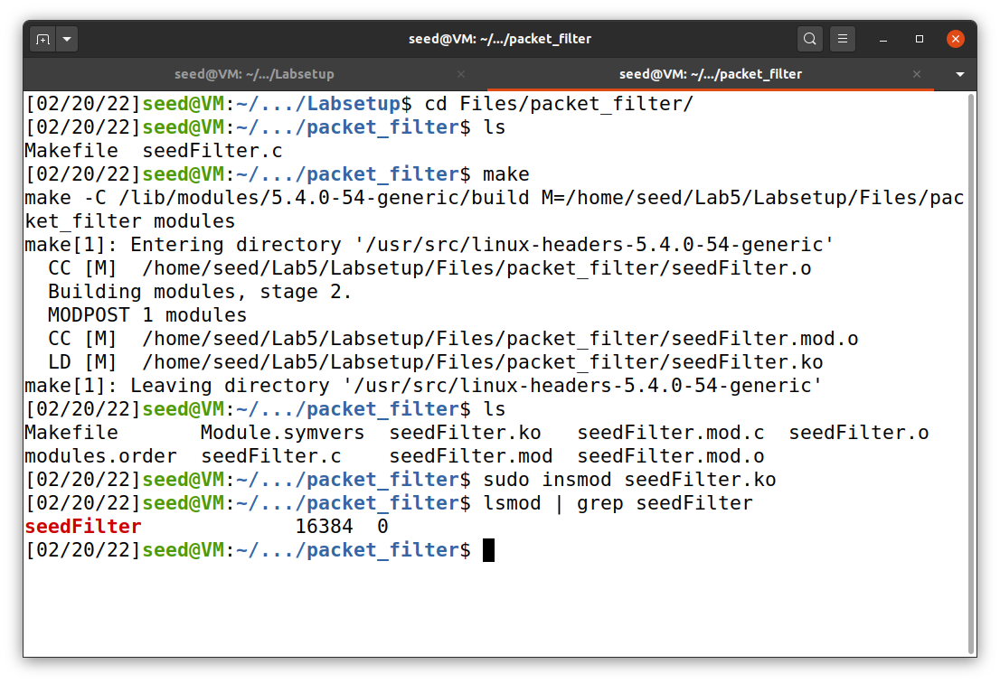 seed@VM: ~/.../packet_filter
seed@VM: ~/.../Labsetup
seed@VM: ~/.../packet_filter
[02/20/22]seed@VM:~/.../Labsetup$ cd Files/packet_filter/
[02/20/22]seed@VM:~/.../packet_filter$ ls
Makefile  seedFilter.c
[02/20/22]seed@VM:~/.../packet_filter$ make
make -C /lib/modules/5.4.0-54-generic/build M=/home/seed/Lab5/Labsetup/Files/pac
ket_filter modules
make[1]: Entering directory '/usr/src/linux-headers-5.4.0-54-generic'
  CC [M]  /home/seed/Lab5/Labsetup/Files/packet_filter/seedFilter.o
  Building modules, stage 2.
  MODPOST 1 modules
  CC [M]  /home/seed/Lab5/Labsetup/Files/packet_filter/seedFilter.mod.o
  LD [M]  /home/seed/Lab5/Labsetup/Files/packet_filter/seedFilter.ko
make[1]: Leaving directory '/usr/src/linux-headers-5.4.0-54-generic'
[02/20/22]seed@VM:~/.../packet_filter$ ls
Makefile       Module.symvers  seedFilter.ko   seedFilter.mod.c  seedFilter.o
modules.order  seedFilter.c    seedFilter.mod  seedFilter.mod.o
[02/20/22]seed@VM:~/.../packet_filter$ sudo insmod seedFilter.ko
[02/20/22]seed@VM:~/.../packet_filter$ lsmod | grep seedFilter
seedFilter             16384  0
[02/20/22]seed@VM:~/.../packet_filter$